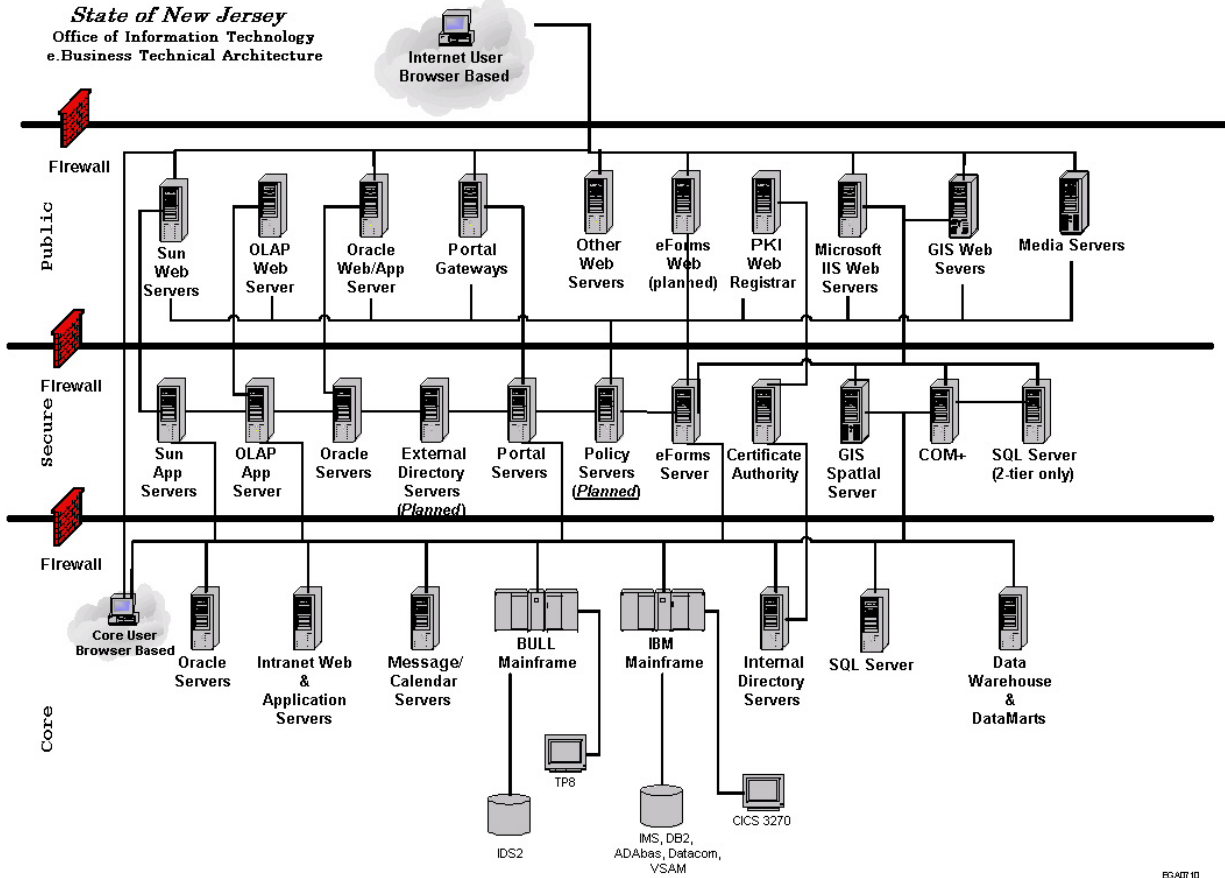 State of New Jersey
Office of Information Technology
e.Business Technical Architecture
Internet User
Browser Based
Firewall
Public
Sun
Web
Servers
OLAP
Web
Server
Oracle
Web/App
Server
Portal
Gateways
Other
Web
Servers
eForms
Web
(planned)
PKI
Web
Registrar
Microsoft
IIS Web
Servers
GIS Web
Severs
Media Servers
Firewall
Secure
Sun
App
Servers
OLAP
App
Server
Oracle
Servers
External
Directory
Servers
(Planned)
Portal
Servers
Policy
Servers
(Planned)
eForms
Server
Certificate
Authority
GIS
Spatial
Server
COM+
SQL Server
(2-tier only)
Firewall
Core
Core User
Browser Based
Oracle
Servers
Intranet Web
&
Application
Servers
Message/
Calendar
Servers
BULL
Mainframe
IBM
Mainframe
Internal
Directory
Servers
SQL Server
Data
Warehouse
&
DataMarts
TP8
IDS2
IMS, DB2,
ADAbas, Datacom,
VSAM
CICS 3270
EGA0710